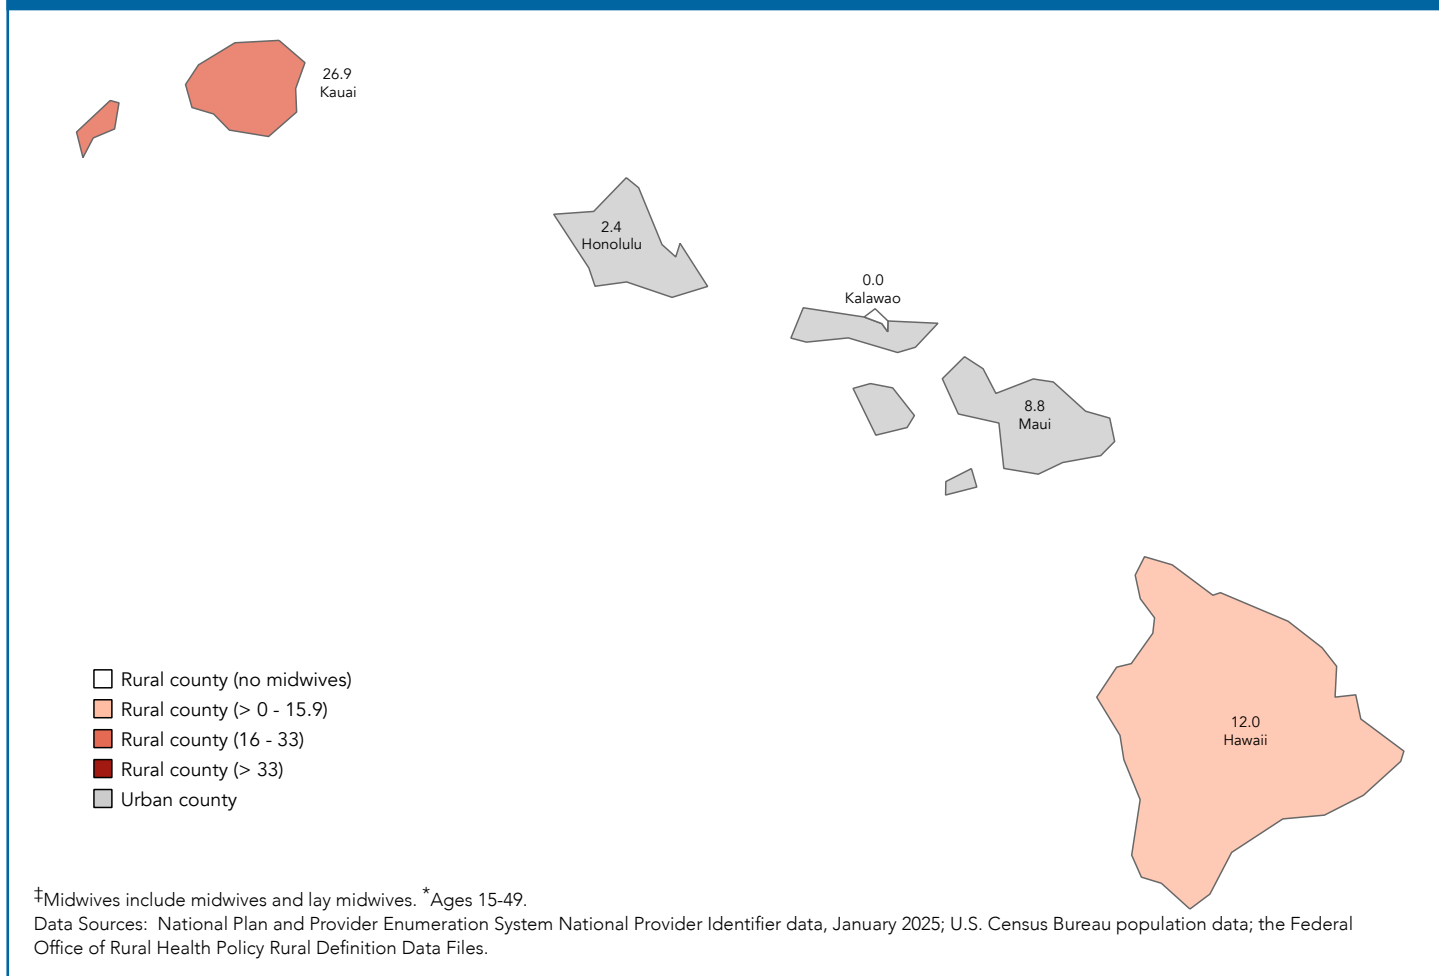 26.9
Kauai
2.4
Honolulu
0.0
Kalawao
8.8
Maui
12.0
Hawaii
Rural county (no midwives)
Rural county (> 0 - 15.9)
Rural county (16 - 33)
Rural county (> 33)
Urban county
‡Midwives include midwives and lay midwives. *Ages 15-49.
Data Sources:  National Plan and Provider Enumeration System National Provider Identifier data, January 2025; U.S. Census Bureau population data; the Federal
Office of Rural Health Policy Rural Definition Data Files.